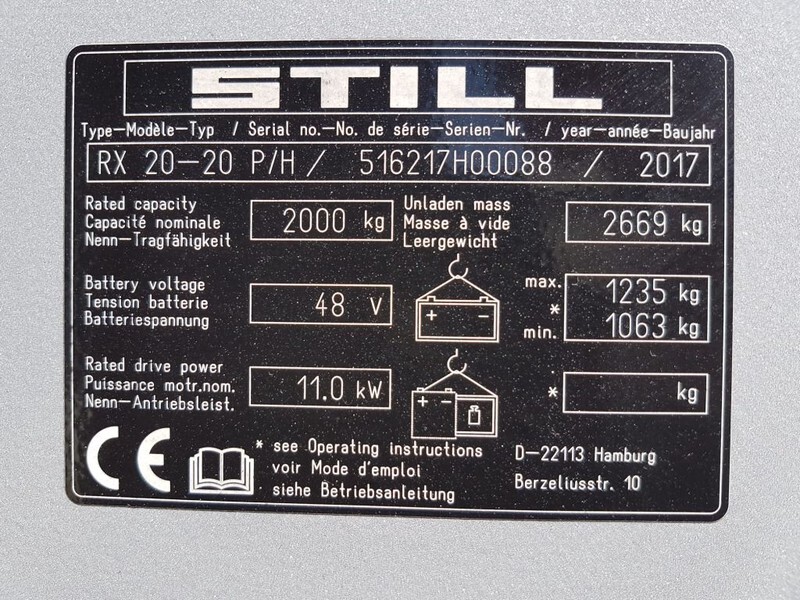 STILL
Type–Modèle–Typ / Serial no.–No. de série–Serien–Nr. / year–année–Baujahr
RX 20–20 P/H / 516217H00088 / 2017
Rated capacity
Capacité nominale
Nenn–Tragfähigkeit
2000 kg
Unladen mass
Masse à vide
Leergewicht
2669 kg
Battery voltage
Tension batterie
Batteriespannung
48 V
+ –
max. 1235 kg
*
min. 1063 kg
Rated drive power
Puissance motr.nom.
Nenn–Antriebsleist.
11.0 kW
+ –
* kg
CE
* see Operating instructions
voir Mode d'emploi
siehe Betriebsanleitung
D–22113 Hamburg
Berzeliusstr. 10